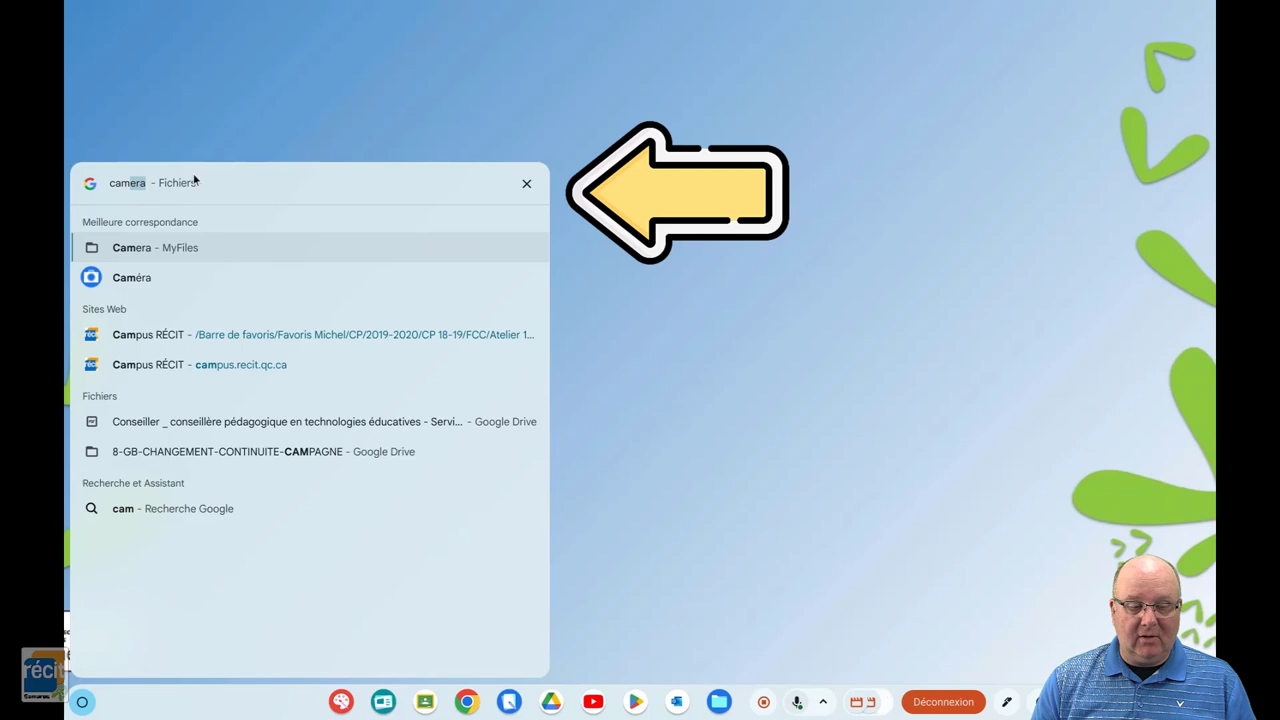 camera - Fichiers
Meilleure correspondance
Camera - MyFiles
Caméra
Sites Web
Campus RÉCIT - /Barre de favoris/Favoris Michel/CP/2019-2020/CP 18-19/FCC/Atelier 1...
Campus RÉCIT - campus.recit.qc.ca
Fichiers
Conseiller _ conseillère pédagogique en technologies éducatives - Servi... - Google Drive
8-GB-CHANGEMENT-CONTINUITE-CAMPAGNE - Google Drive
Recherche et Assistant
cam - Recherche Google
récit
Déconnexion